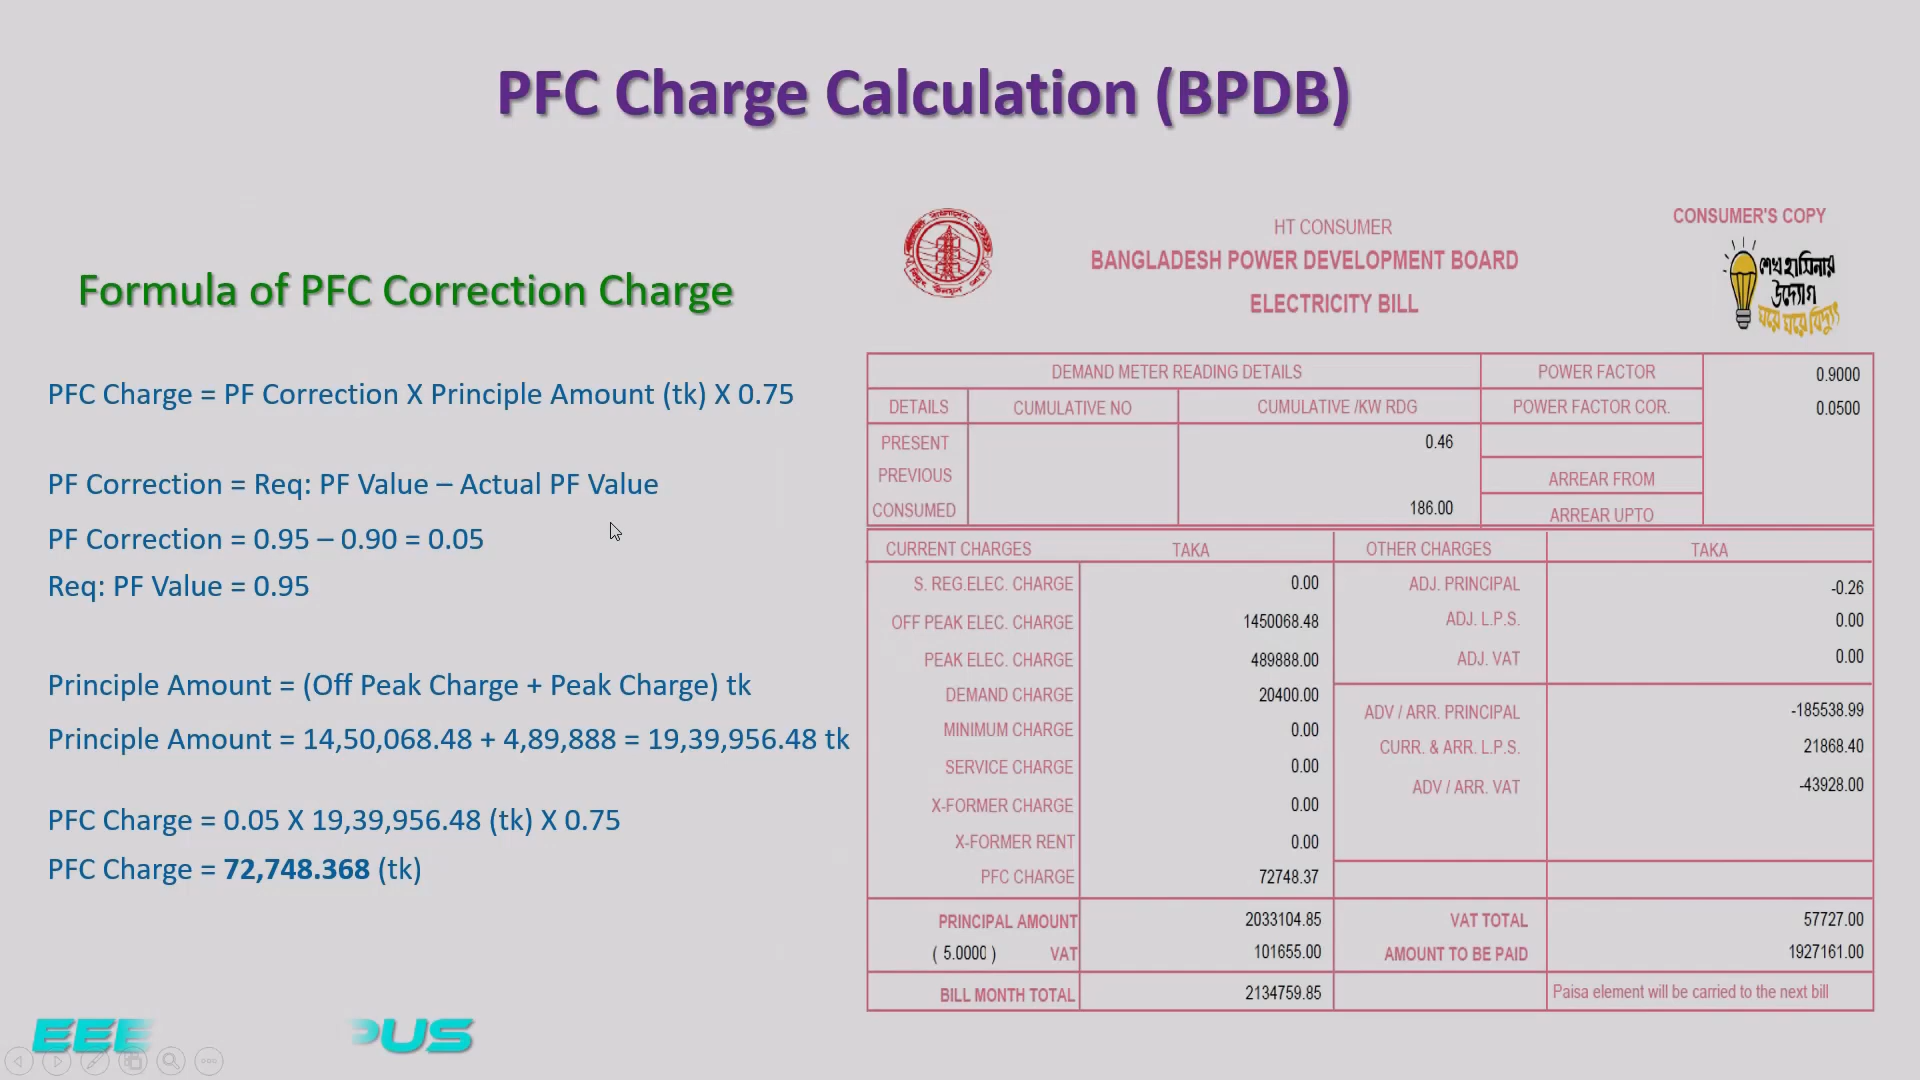 PFC Charge Calculation (BPDB)
Formula of PFC Correction Charge
PFC Charge = PF Correction X Principle Amount (tk) X 0.75
PF Correction = Req: PF Value – Actual PF Value
PF Correction = 0.95 – 0.90 = 0.05
Req: PF Value = 0.95
Principle Amount = (Off Peak Charge + Peak Charge) tk
Principle Amount = 14,50,068.48 + 4,89,888 = 19,39,956.48 tk
PFC Charge = 0.05 X 19,39,956.48 (tk) X 0.75
PFC Charge = 72,748.368 (tk)
HT CONSUMER
BANGLADESH POWER DEVELOPMENT BOARD
ELECTRICITY BILL
CONSUMER'S COPY
শেখ হাসিনার
উদ্যোগ
ঘরে ঘরে বিদ্যুৎ
DEMAND METER READING DETAILS POWER FACTOR 0.9000
DETAILS CUMULATIVE NO CUMULATIVE /KW RDG POWER FACTOR COR. 0.0500
PRESENT 0.46
PREVIOUS ARREAR FROM
CONSUMED 186.00 ARREAR UPTO
CURRENT CHARGES TAKA OTHER CHARGES TAKA
S. REG.ELEC. CHARGE 0.00 ADJ. PRINCIPAL -0.26
OFF PEAK ELEC. CHARGE 1450068.48 ADJ. L.P.S. 0.00
PEAK ELEC. CHARGE 489888.00 ADJ. VAT 0.00
DEMAND CHARGE 20400.00 ADV / ARR. PRINCIPAL -185538.99
MINIMUM CHARGE 0.00 CURR. & ARR. L.P.S. 21868.40
SERVICE CHARGE 0.00 ADV / ARR. VAT -43928.00
X-FORMER CHARGE 0.00
X-FORMER RENT 0.00
PFC CHARGE 72748.37
PRINCIPAL AMOUNT 2033104.85 VAT TOTAL 57727.00
( 5.0000 ) VAT 101655.00 AMOUNT TO BE PAID 1927161.00
BILL MONTH TOTAL 2134759.85 Paisa element will be carried to the next bill
EEE PUS